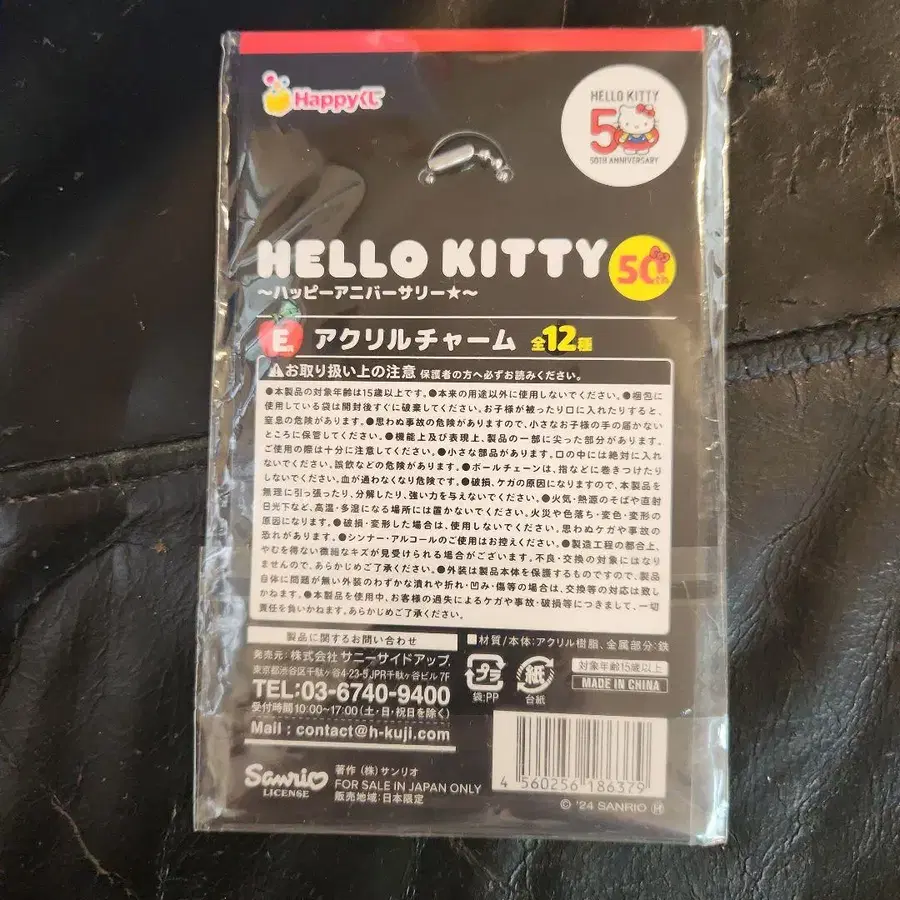 Happyくじ
HELLO KITTY
50
50TH ANNIVERSARY
HELLO KITTY 50th
～ハッピーアニバーサリー★～
E アクリルチャーム 全12種
お取り扱い上の注意 保護者の方へ必ずお読みください。
●本製品の対象年齢は15歳以上です。●本来の用途以外に使用しないでください。●梱包に
使用している袋は開封後すぐに破棄してください。お子様が被ったり口に入れたりすると、
窒息の危険があります。●思わぬ事故の危険がありますので、小さなお子様の手の届かない
ところに保管してください。●機能上及び表現上、製品の一部に尖った部分があります。
ご使用の際は十分に注意してください。●小さな部品があります。口の中には絶対に入れ
ないでください。誤飲などの危険があります。●ボールチェーンは、指などに巻きつけたり
しないでください。血が通わなくなり危険です。●破損、ケガの原因になりますので、本製品を
無理に引っ張ったり、分解したり、強い力を与えないでください。●火気・熱源のそばや直射
日光下など、高温・多湿になる場所には置かないでください。火災や色落ち・変色・変形の
原因になります。●破損・変形した場合は、使用しないでください。思わぬケガや事故の
恐れがあります。●シンナー・アルコールのご使用はお控えください。●製造工程の都合上、
やむを得ない微細なキズが見受けられる場合がございます。不良・交換の対象にはなり
ませんので、あらかじめご了承ください。●外装は製品本体を保護するものですので、製品
自体に問題が無い外装のわずかな潰れや折れ・凹み・傷等の場合は、交換等の対応は致し
かねます。●本製品を使用中、お客様の過失によるケガや事故・破損等につきまして、一切
責任を負いかねます。あらかじめご了承ください。
製品に関するお問い合わせ
発売元：株式会社 サニーサイドアップ
東京都渋谷区千駄ヶ谷4-23-5 JPR千駄ヶ谷ビル 7F
TEL:03-6740-9400
受付時間 10:00～17:00（土・日・祝日を除く）
Mail : contact@h-kuji.com
■材質/本体：アクリル樹脂、金属部分：鉄
プラ
袋:PP
紙
台紙
対象年齢15歳以上
MADE IN CHINA
Sanrio
LICENSE
著作（株）サンリオ
FOR SALE IN JAPAN ONLY
販売地域：日本限定
4 560256 186379
© '24 SANRIO Ⓗ